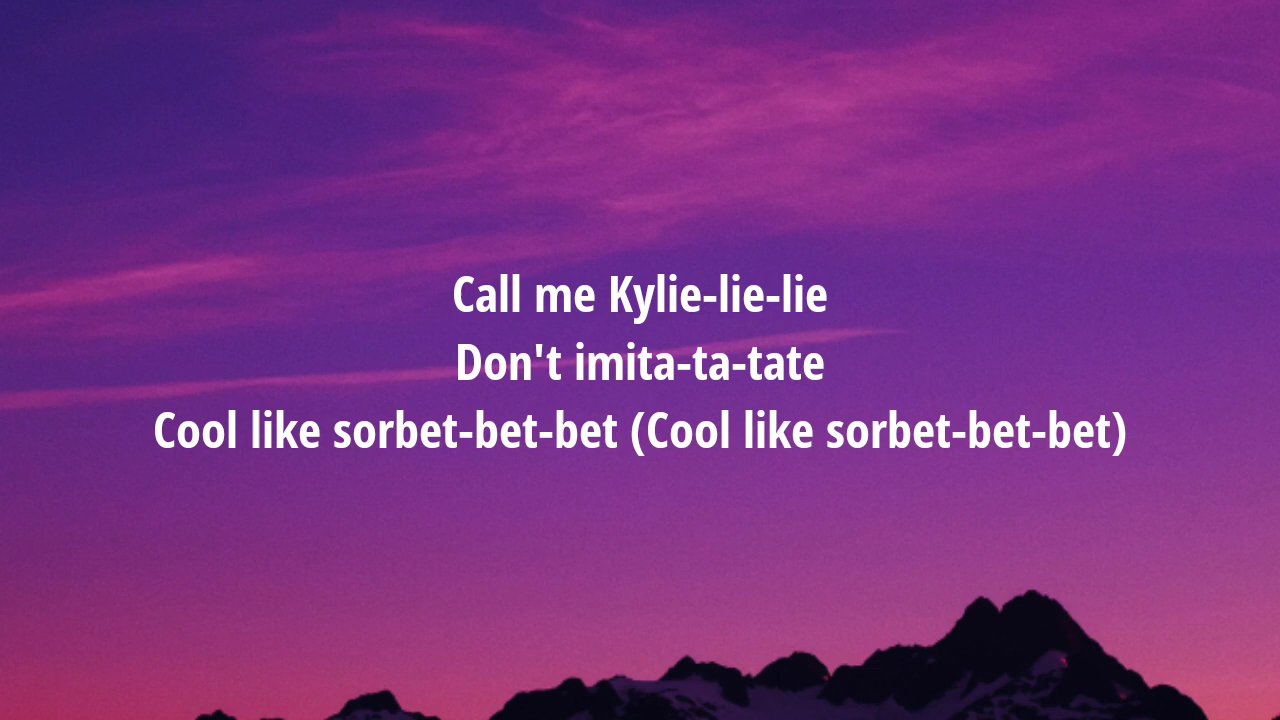 Call me Kylie-lie-lie
Don't imita-ta-tate
Cool like sorbet-bet-bet (Cool like sorbet-bet-bet)